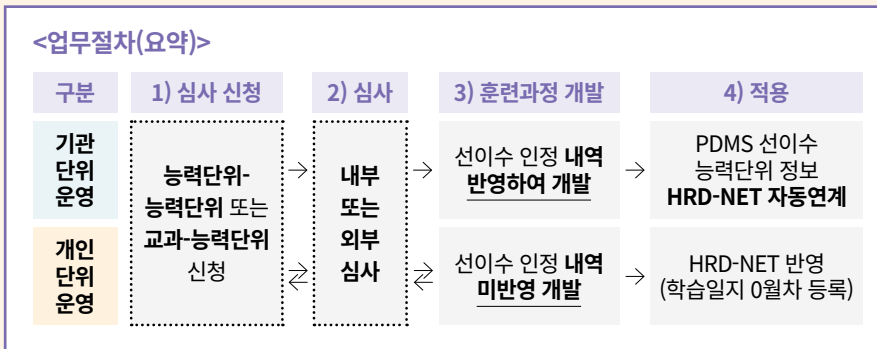 <업무절차(요약)>
구분
1) 심사 신청
2) 심사
3) 훈련과정 개발
4) 적용
기관
단위
운영
능력단위-
능력단위 또는
교과-능력단위
신청
→
내부
또는
외부
심사
→
선이수 인정 내역
반영하여 개발
→
PDMS 선이수
능력단위 정보
HRD-NET 자동연계
개인
단위
운영
⇄
⇄
선이수 인정 내역
미반영 개발
→
HRD-NET 반영
(학습일지 0월차 등록)